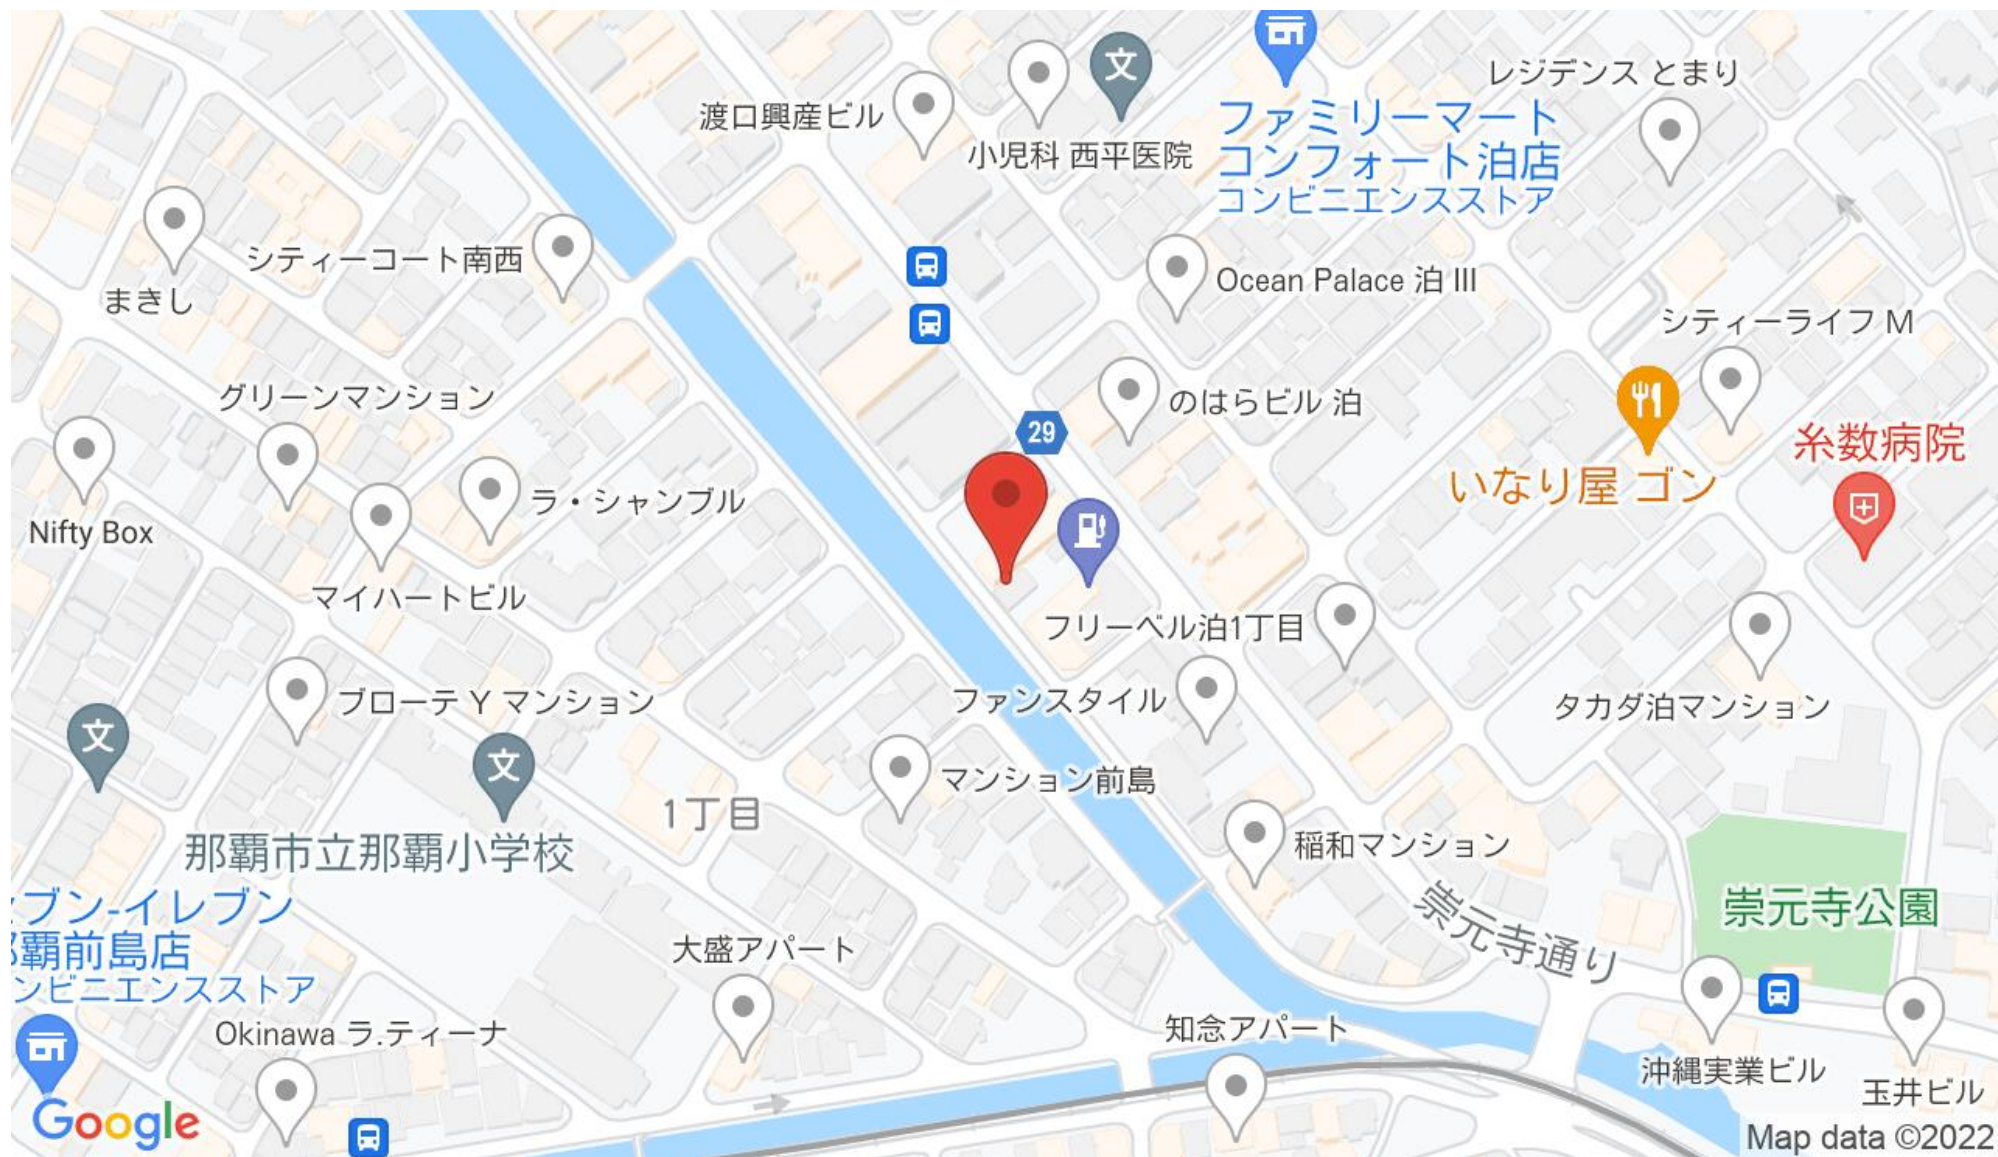 文
渡口興産ビル
小児科 西平医院
ファミリーマート
コンフォート泊店
コンビニエンスストア
レジデンス とまり
シティーコート南西
まきし
Ocean Palace 泊 III
シティーライフ M
グリーンマンション
29
のはらビル 泊
糸数病院
いなり屋 ゴン
ラ・シャンブル
Nifty Box
マイハートビル
フリーベル泊1丁目
ブローテ Y マンション
ファンスタイル
タカダ泊マンション
文
文
マンション前島
1丁目
那覇市立那覇小学校
稲和マンション
ブン-イレブン
覇前島店
ンビニエンスストア
崇元寺通り
崇元寺公園
大盛アパート
Okinawa ラ.ティーナ
知念アパート
沖縄実業ビル
玉井ビル
Google
Map data ©2022